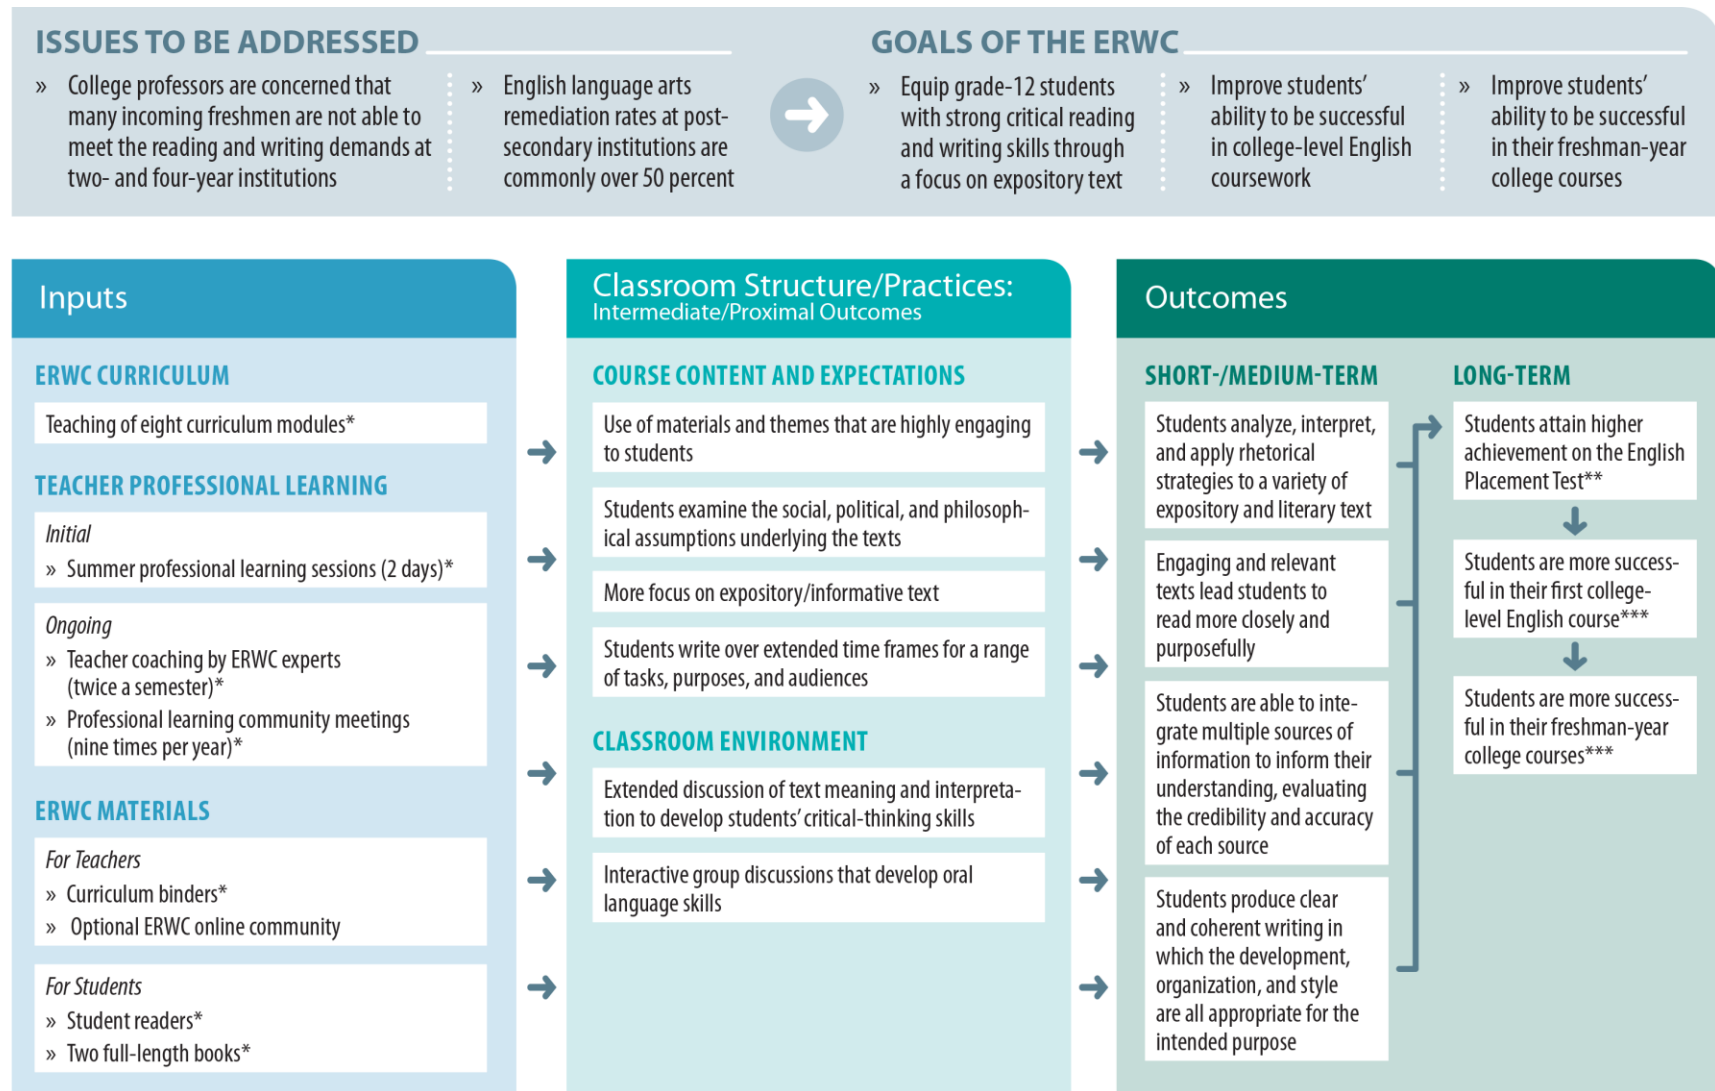 ISSUES TO BE ADDRESSED
» College professors are concerned that
many incoming freshmen are not able to
meet the reading and writing demands at
two- and four-year institutions
» English language arts
remediation rates at post-
secondary institutions are
commonly over 50 percent
GOALS OF THE ERWC
» Equip grade-12 students
with strong critical reading
and writing skills through
a focus on expository text
» Improve students’
ability to be successful
in college-level English
coursework
» Improve students’
ability to be successful
in their freshman-year
college courses
Inputs
ERWC CURRICULUM
Teaching of eight curriculum modules*
TEACHER PROFESSIONAL LEARNING
Initial
» Summer professional learning sessions (2 days)*
Ongoing
» Teacher coaching by ERWC experts
(twice a semester)*
» Professional learning community meetings
(nine times per year)*
ERWC MATERIALS
For Teachers
» Curriculum binders*
» Optional ERWC online community
For Students
» Student readers*
» Two full-length books*
Classroom Structure/Practices:
Intermediate/Proximal Outcomes
COURSE CONTENT AND EXPECTATIONS
Use of materials and themes that are highly engaging
to students
Students examine the social, political, and philosoph-
ical assumptions underlying the texts
More focus on expository/informative text
Students write over extended time frames for a range
of tasks, purposes, and audiences
CLASSROOM ENVIRONMENT
Extended discussion of text meaning and interpreta-
tion to develop students’ critical-thinking skills
Interactive group discussions that develop oral
language skills
Outcomes
SHORT-/MEDIUM-TERM
Students analyze, interpret,
and apply rhetorical
strategies to a variety of
expository and literary text
Engaging and relevant
texts lead students to
read more closely and
purposefully
Students are able to inte-
grate multiple sources of
information to inform their
understanding, evaluating
the credibility and accuracy
of each source
Students produce clear
and coherent writing in
which the development,
organization, and style
are all appropriate for the
intended purpose
LONG-TERM
Students attain higher
achievement on the English
Placement Test**
Students are more success-
ful in their first college-
level English course***
Students are more success-
ful in their freshman-year
college courses***